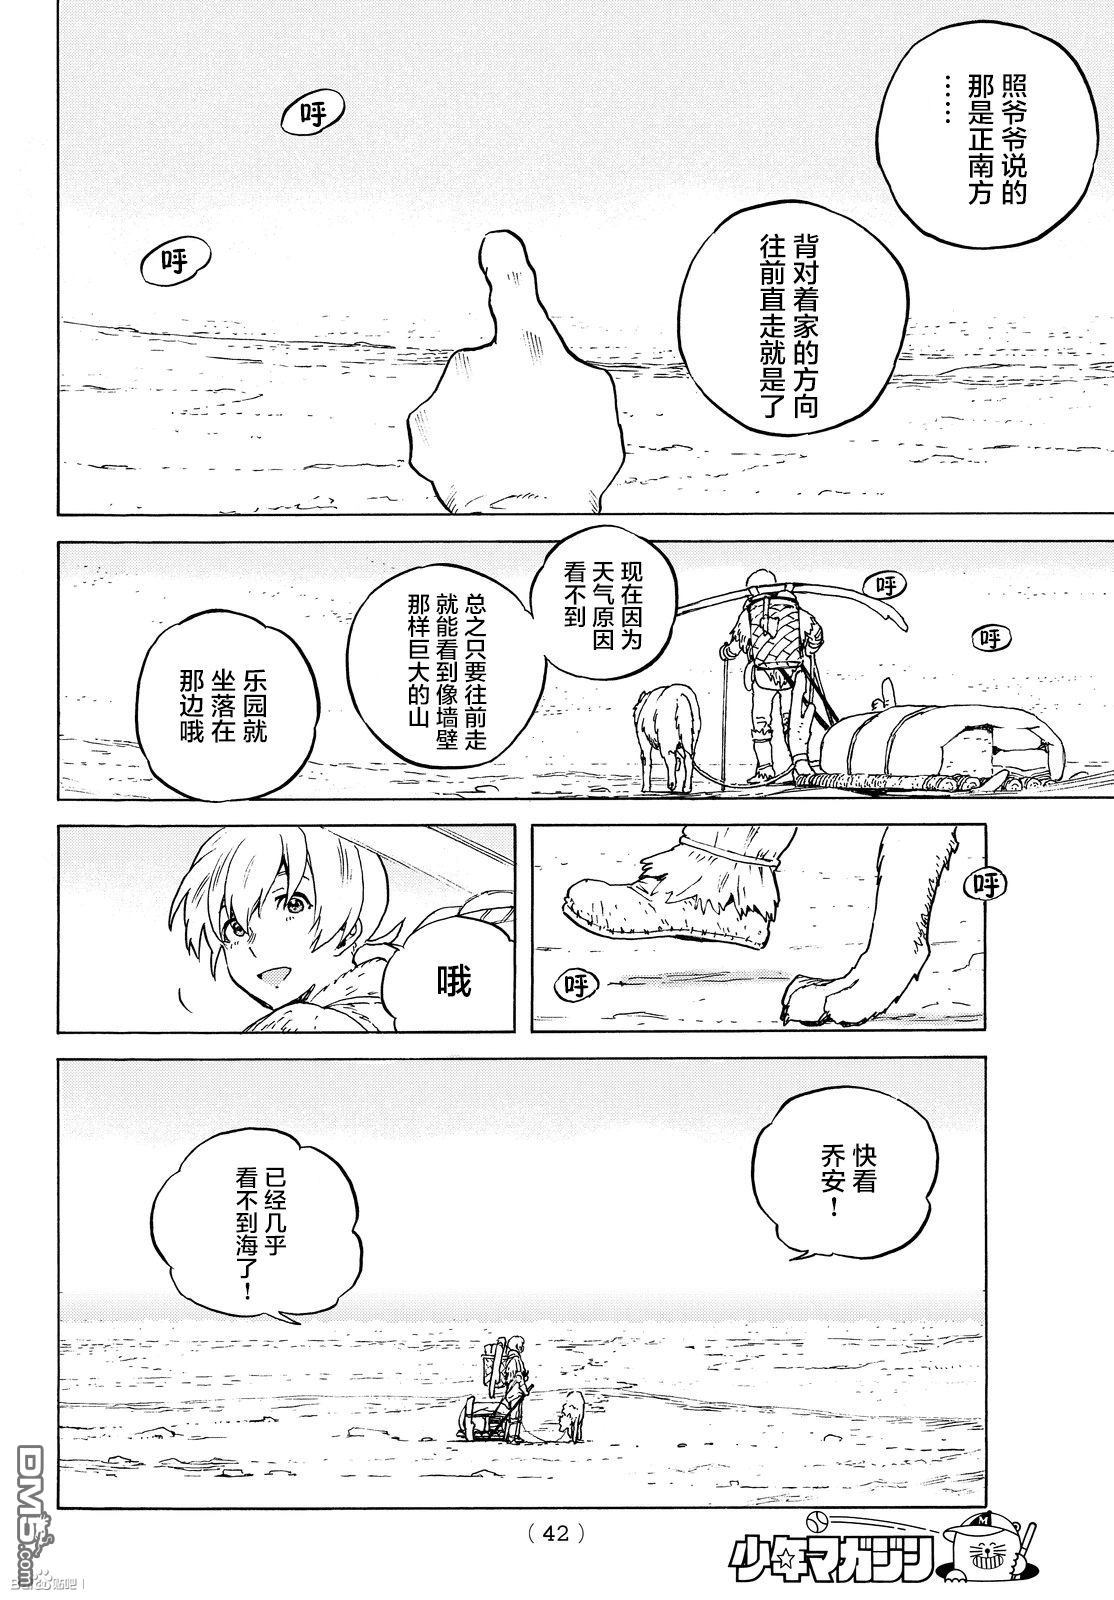 照爷爷说的
那是正南方
……
背对着家的方向
往前直走就是了
呼
呼
呼
呼
现在因为
天气原因
看不到
总之只要往前走
就能看到像墙壁
那样巨大的山
乐园就
坐落在
那边哦
呼
呼
哦
快看
乔安！
已经几乎
看不到海了！
（42）
少年マガジン
M
DM5.com
Bai du 贴吧